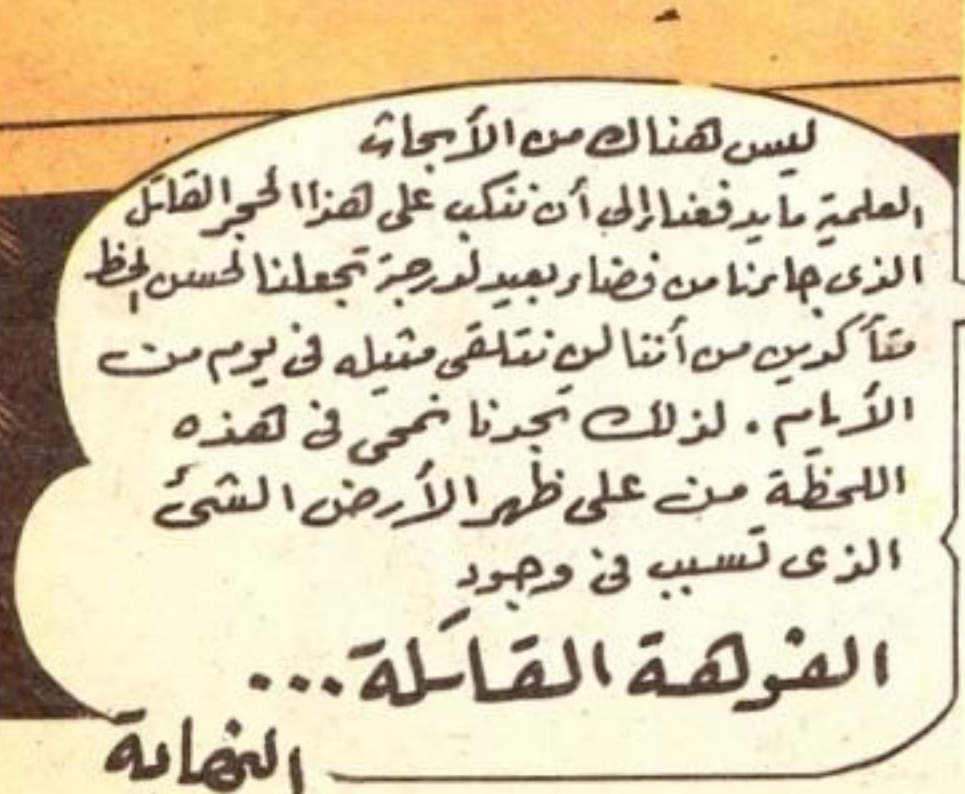 ليس هناك من الأبحاث
العلمية ما يدفعنا إلى أن ننكب على هذا الحجر القاتل
الذى جاءنا من فضاء بعيد لدرجة تجعلنا لحسن الحظ
متأكدين من أننا لن نتلقى مثيله فى يوم من
الأيام . لذلك تجدنا نمحى فى هذه
اللحظة من على ظهر الأرض الشئ
الذى تسبب فى وجود
الفوهة القاتلة ...
النهاية